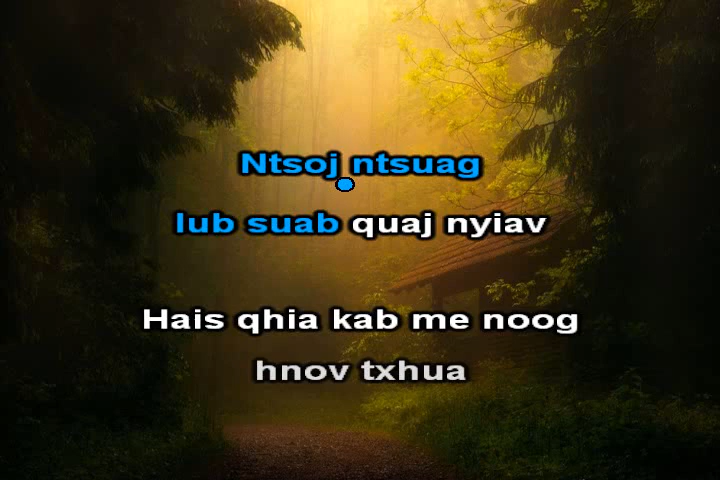 Ntsoj ntsuag
lub suab quaj nyiav
Hais qhia kab me noog
hnov txhua